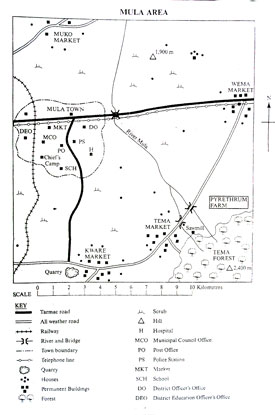 MULA AREA
MUKO
MARKET
1,900 m
WEMA
MARKET
MULA TOWN
N
DEO
MKT
DO
MCO
PS
PO
H
Chief's
Camp
SCH
River Mula
PYRETHRUM
FARM
TEMA
MARKET
Sawmill
TEMA
FOREST
KWARE
MARKET
Quarry
2,400 m
SCALE
0 1 2 3 4 5 6 7 8 9 10 Kilometres
KEY
Tarmac road
All weather road
Railway
River and Bridge
Town boundary
Telephone line
Quarry
Houses
Permanent Buildings
Forest
Scrub
Hill
H Hospital
MCO Municipal Council Office
PO Post Office
PS Police Station
MKT Market
SCH School
DO District Officer's Office
DEO District Education Officer's Office